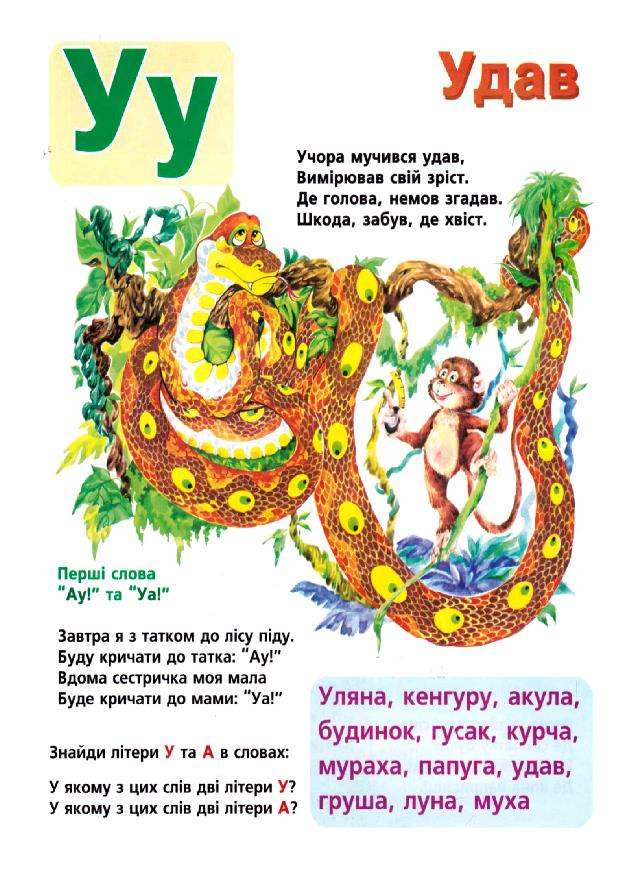 Уу
Удав
Учора мучився удав,
Вимірював свій зріст.
Де голова, немов згадав.
Шкода, забув, де хвіст.
Перші слова
“Ау!” та “Уа!”
Завтра я з татком до лісу піду.
Буду кричати до татка: “Ау!”
Вдома сестричка моя мала
Буде кричати до мами: “Уа!”
Знайди літери У та А в словах:
У якому з цих слів дві літери У?
У якому з цих слів дві літери А?
Уляна, кенгуру, акула,
будинок, гусак, курча,
мураха, папуга, удав,
груша, луна, муха